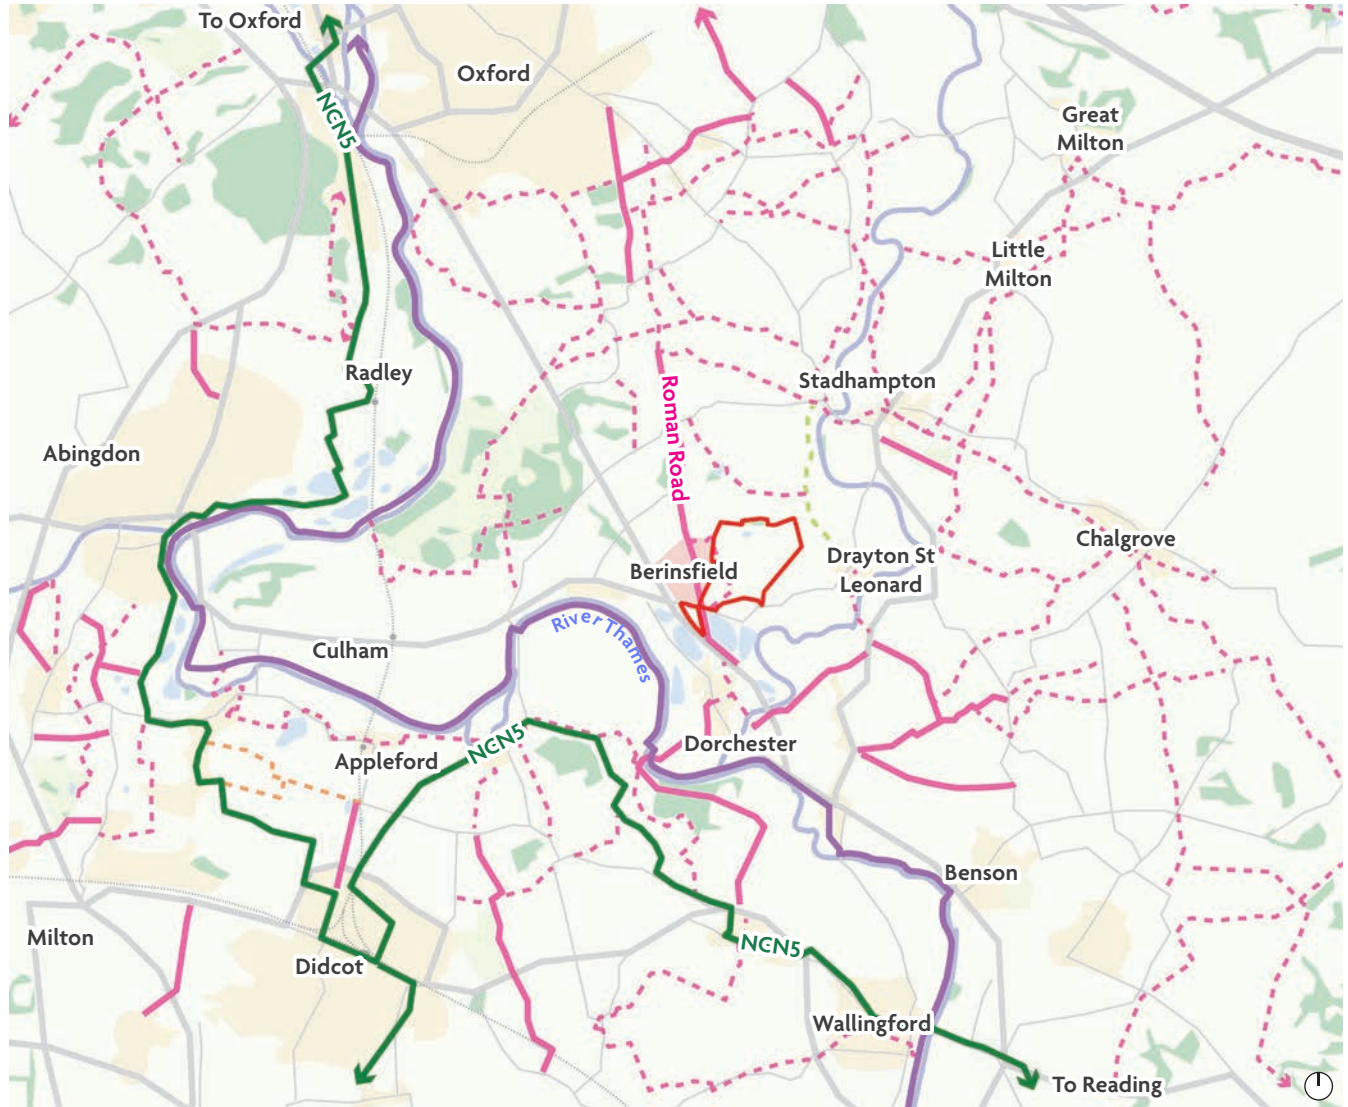 To Oxford
Oxford
NCN5
Great
Milton
Little
Milton
Radley
Stadhampton
Roman Road
Abingdon
Chalgrove
Berinsfield
Drayton St
Leonard
River Thames
Culham
NCN5
Dorchester
Appleford
Benson
Milton
NCN5
Didcot
Wallingford
To Reading